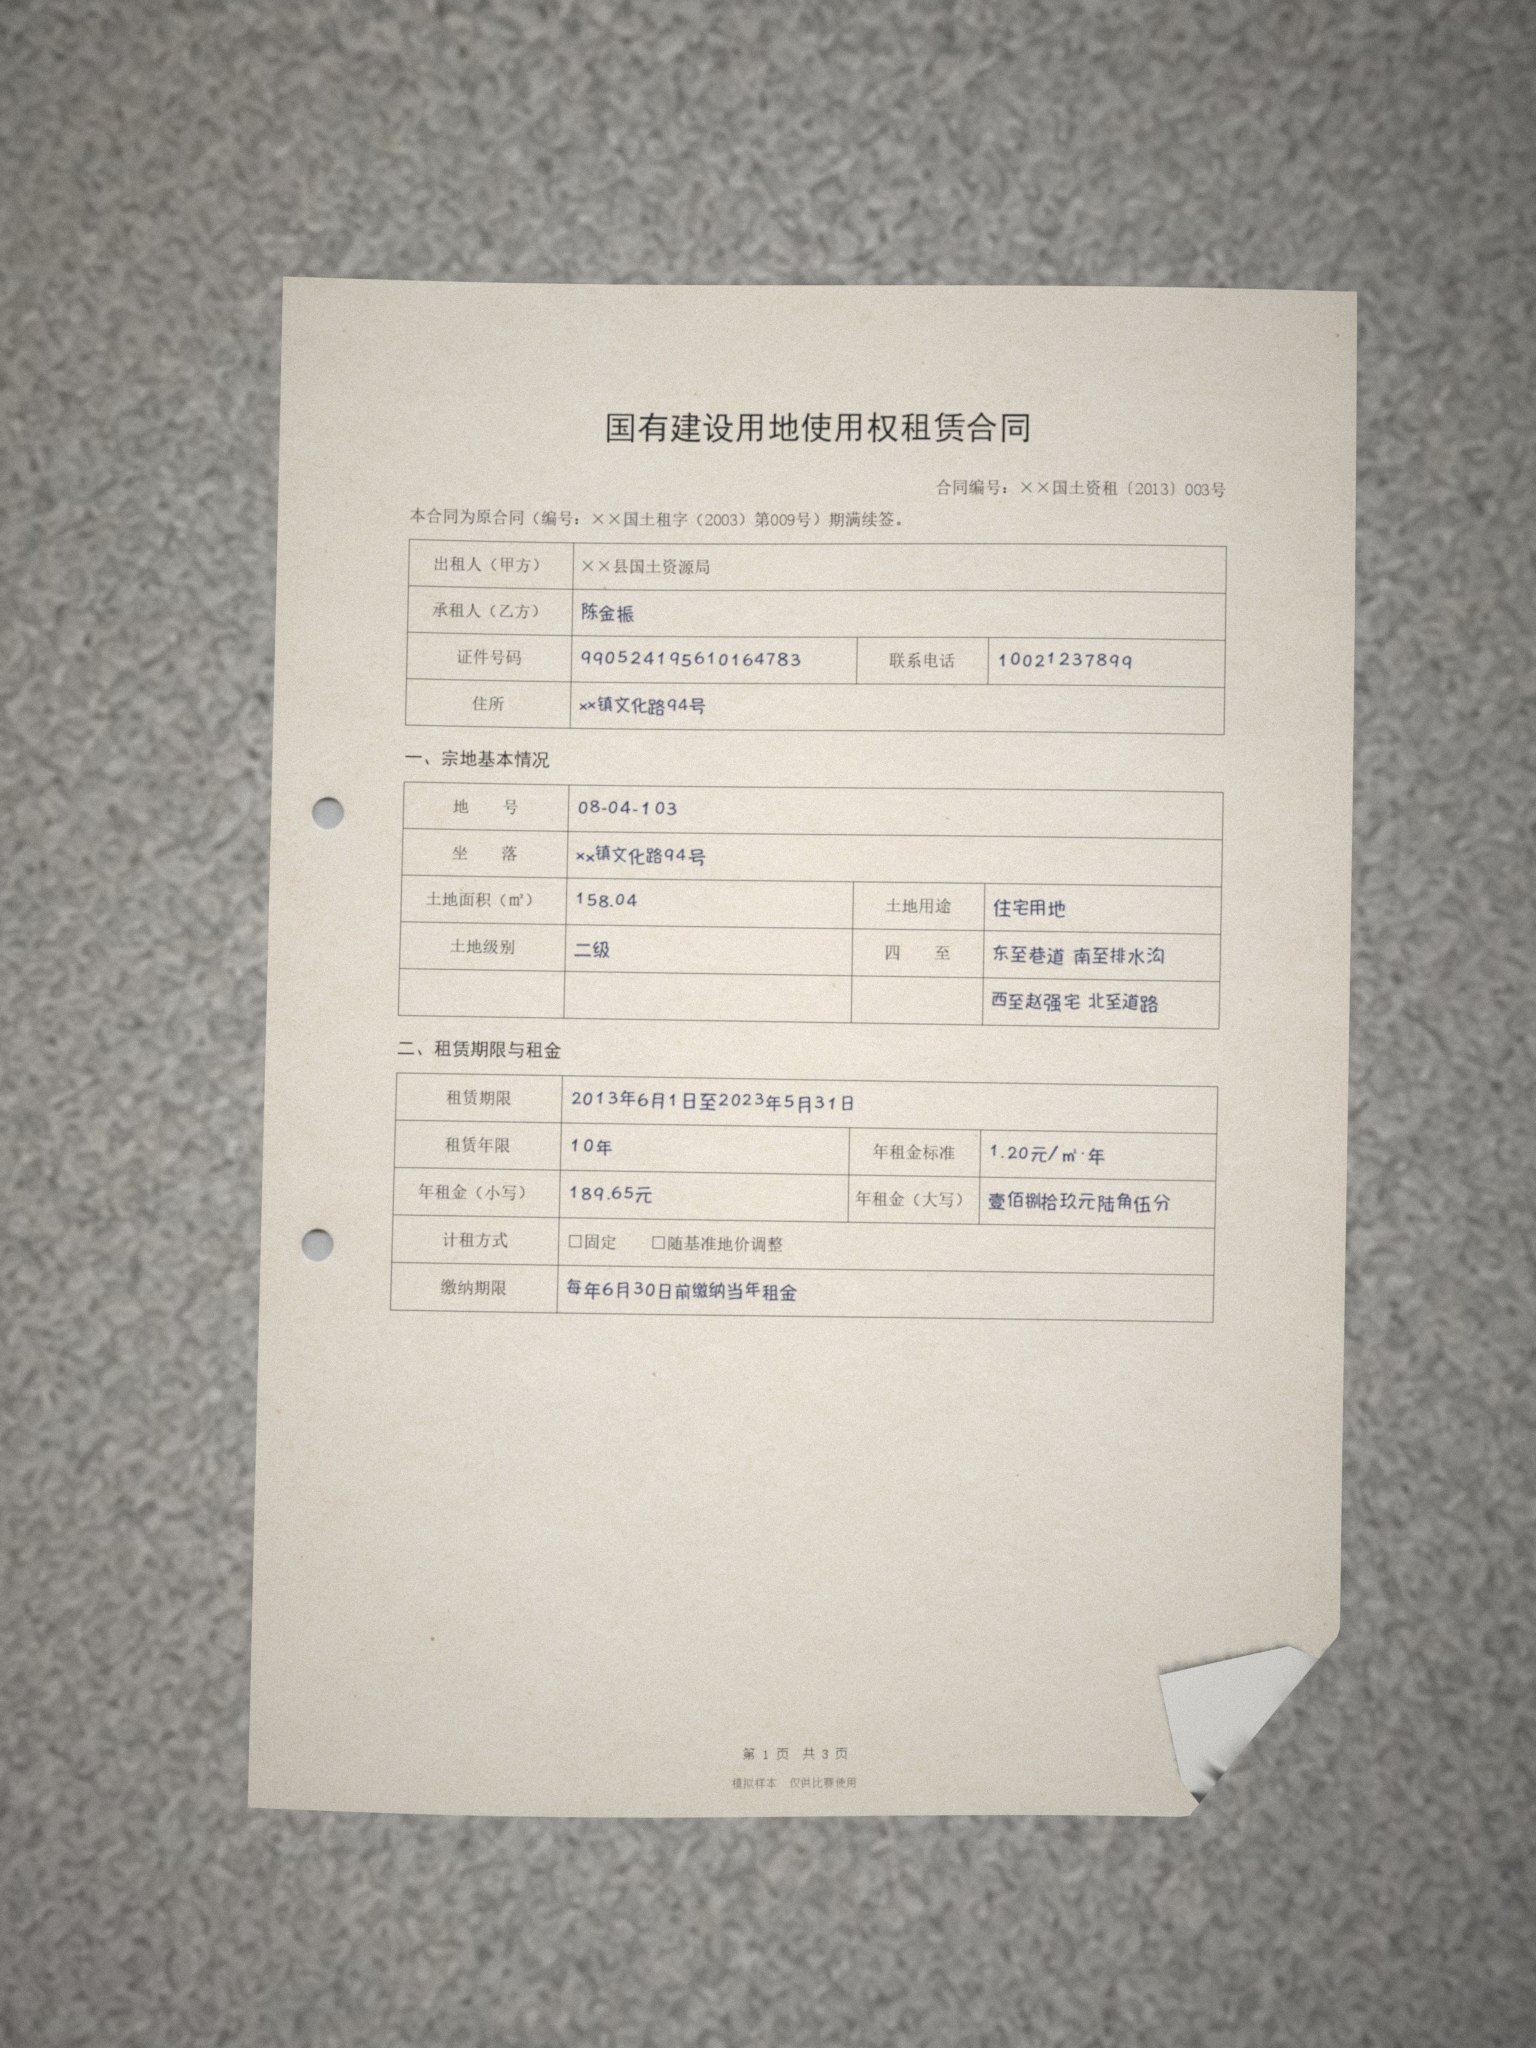 国有建设用地使用权租赁合同
合同编号：××国土资租〔2013〕003号
本合同为原合同（编号：××国土租字（2003）第009号）期满续签。
出租人（甲方） ××县国土资源局
承租人（乙方） 陈金振
证件号码 990524195610164783 联系电话 10021237899
住所 ××镇文化路94号
一、宗地基本情况
地 号 08-04-103
坐 落 ××镇文化路94号
土地面积（㎡） 158.04 土地用途 住宅用地
土地级别 二级 四 至 东至巷道 南至排水沟
西至赵强宅 北至道路
二、租赁期限与租金
租赁期限 2013年6月1日至2023年5月31日
租赁年限 10年 年租金标准 1.20元/㎡·年
年租金（小写） 189.65元 年租金（大写） 壹佰捌拾玖元陆角伍分
计租方式 □固定 □随基准地价调整
缴纳期限 每年6月30日前缴纳当年租金
第 1 页 共 3 页
模拟样本 仅供比赛使用